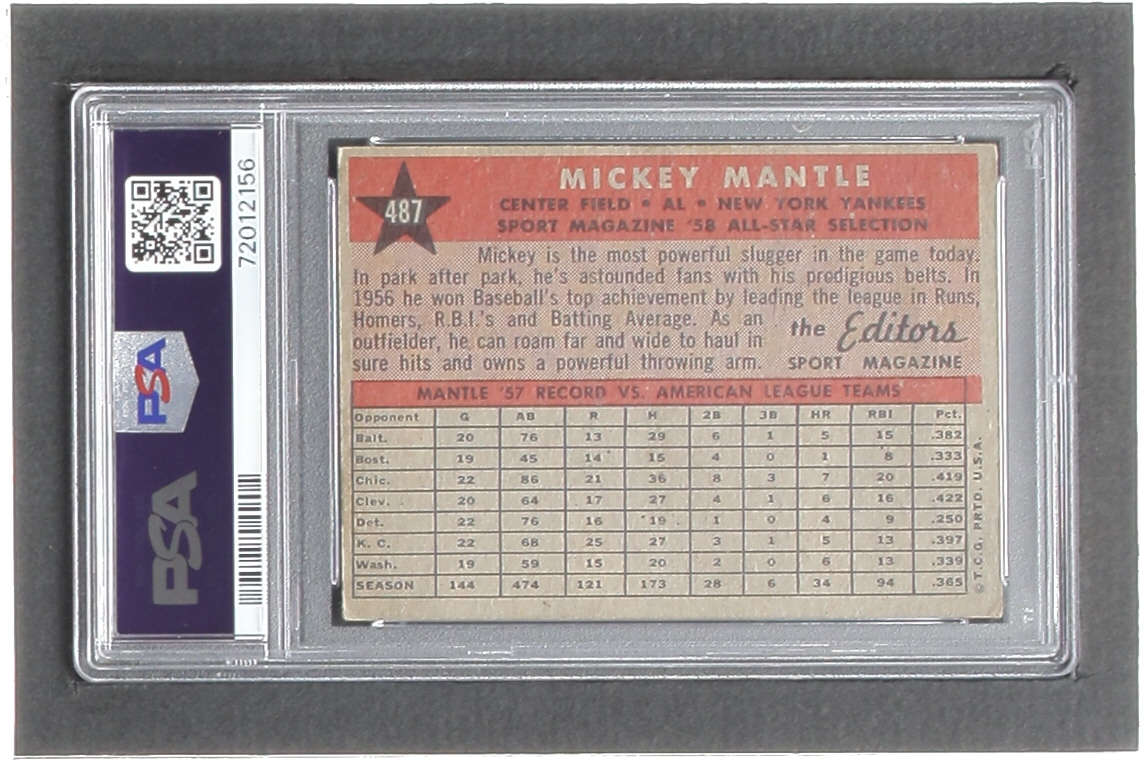 487
MICKEY MANTLE
CENTER FIELD • AL • NEW YORK YANKEES
SPORT MAGAZINE '58 ALL-STAR SELECTION
Mickey is the most powerful slugger in the game today.
In park after park, he's astounded fans with his prodigious belts. In
1956 he won Baseball's top achievement by leading the league in Runs,
Homers, R.B.I.'s and Batting Average. As an
outfielder, he can roam far and wide to haul in
sure hits and owns a powerful throwing arm.
the Editors
SPORT MAGAZINE
MANTLE '57 RECORD VS. AMERICAN LEAGUE TEAMS
Opponent G AB R H 2B 3B HR RBI Pct.
Balt. 20 76 13 29 6 1 5 15 .382
Bost. 19 45 14 15 4 0 1 8 .333
Chic. 22 86 21 36 8 3 7 20 .419
Clev. 20 64 17 27 4 1 6 16 .422
Det. 22 76 16 19 1 0 4 9 .250
K. C. 22 68 25 27 3 1 5 13 .397
Wash. 19 59 15 20 2 0 6 13 .339
SEASON 144 474 121 173 28 6 34 94 .365
© T.C.G. PRTD. U.S.A.
72012156
PSA
PSA